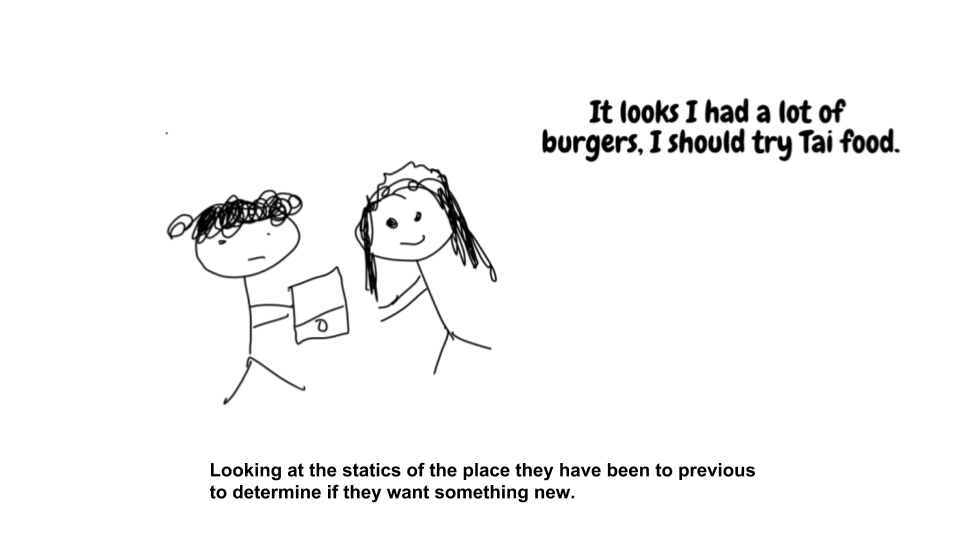 It looks I had a lot of
burgers, I should try Tai food.
Looking at the statics of the place they have been to previous
to determine if they want something new.